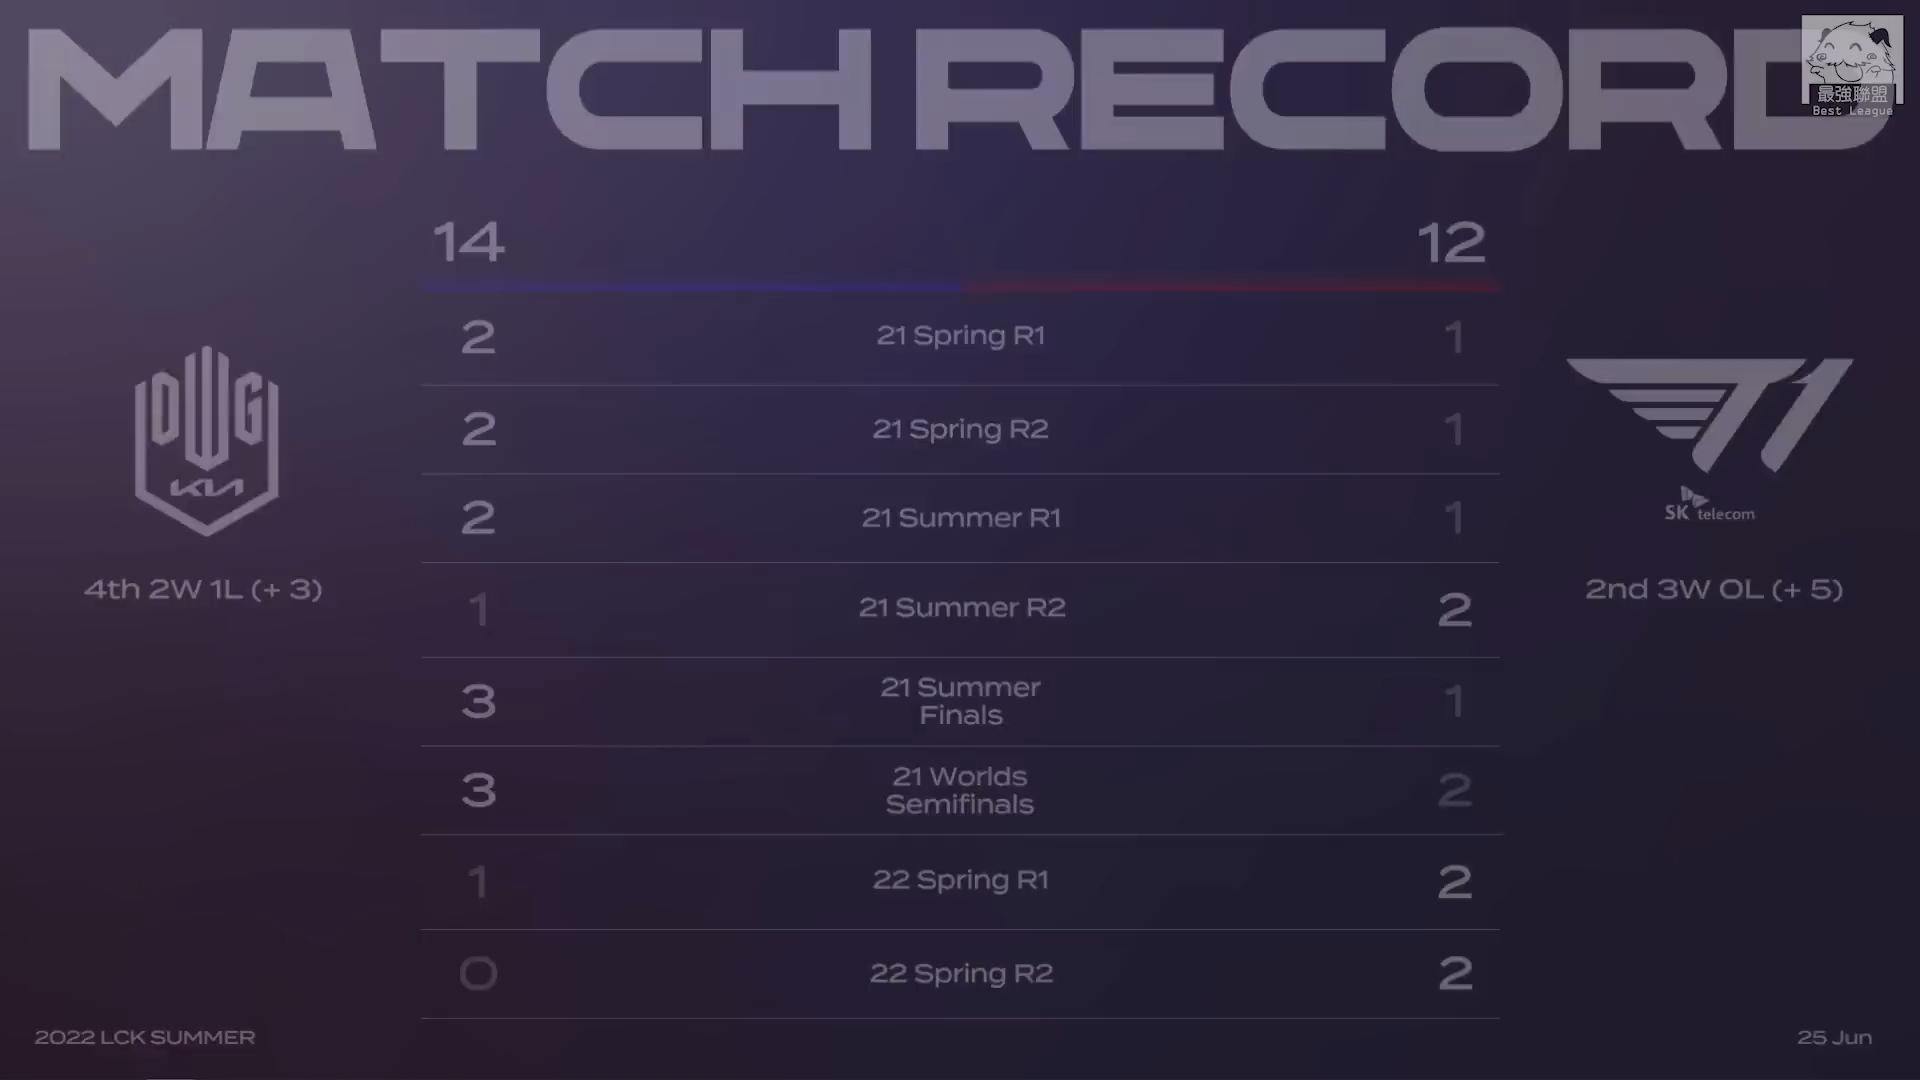 MATCH RECORD
最強聯盟
Best League
14 12
2 21 Spring R1 1
2 21 Spring R2 1
2 21 Summer R1 1
1 21 Summer R2 2
3 21 Summer
Finals 1
3 21 Worlds
Semifinals 2
1 22 Spring R1 2
0 22 Spring R2 2
DWG
KIA
4th 2W 1L (+ 3)
T1
SK telecom
2nd 3W 0L (+ 5)
2022 LCK SUMMER
25 Jun